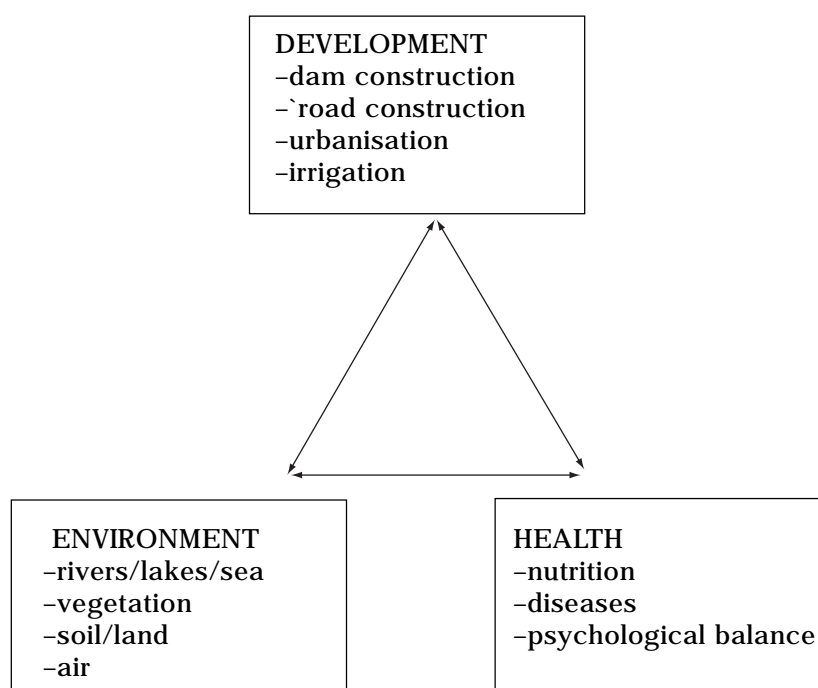 DEVELOPMENT
–dam construction
–`road construction
–urbanisation
–irrigation
ENVIRONMENT
–rivers/lakes/sea
–vegetation
–soil/land
–air
HEALTH
–nutrition
–diseases
–psychological balance